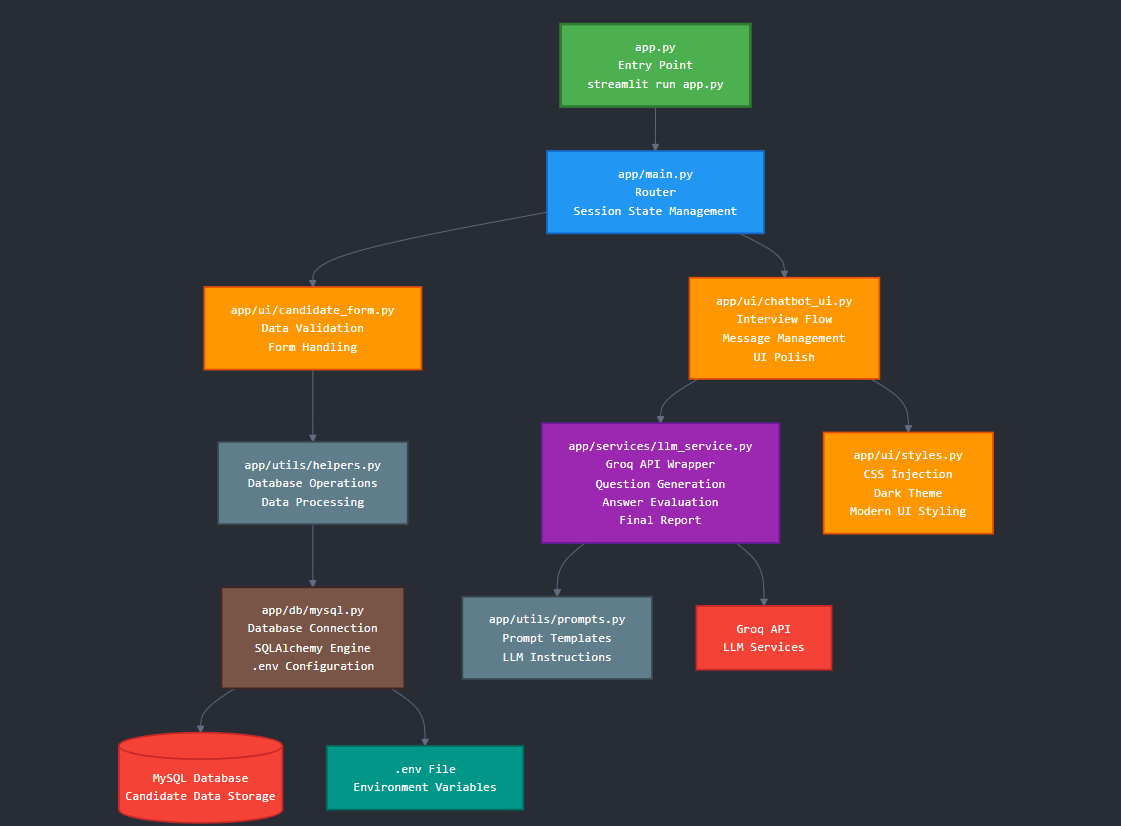 app.py
Entry Point
streamlit run app.py
app/main.py
Router
Session State Management
app/ui/candidate_form.py
Data Validation
Form Handling
app/ui/chatbot_ui.py
Interview Flow
Message Management
UI Polish
app/utils/helpers.py
Database Operations
Data Processing
app/services/llm_service.py
Groq API Wrapper
Question Generation
Answer Evaluation
Final Report
app/ui/styles.py
CSS Injection
Dark Theme
Modern UI Styling
app/db/mysql.py
Database Connection
SQLAlchemy Engine
.env Configuration
app/utils/prompts.py
Prompt Templates
LLM Instructions
Groq API
LLM Services
MySQL Database
Candidate Data Storage
.env File
Environment Variables